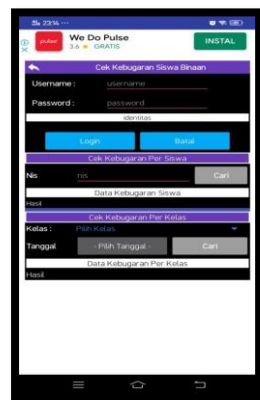 23:14
We Do Pulse
3.6 ★ GRATIS
INSTAL
pulsar
Cek Kebugaran Siswa Binaan
Username : username
Password : password
identitas
Login Batal
Cek Kebugaran Per Siswa
Nis nis Cari
Data Kebugaran Siswa
Hasil
Cek Kebugaran Per Kelas
Kelas : Pilih Kelas
Tanggal - Pilih Tanggal - Cari
Data Kebugaran Per Kelas
Hasil